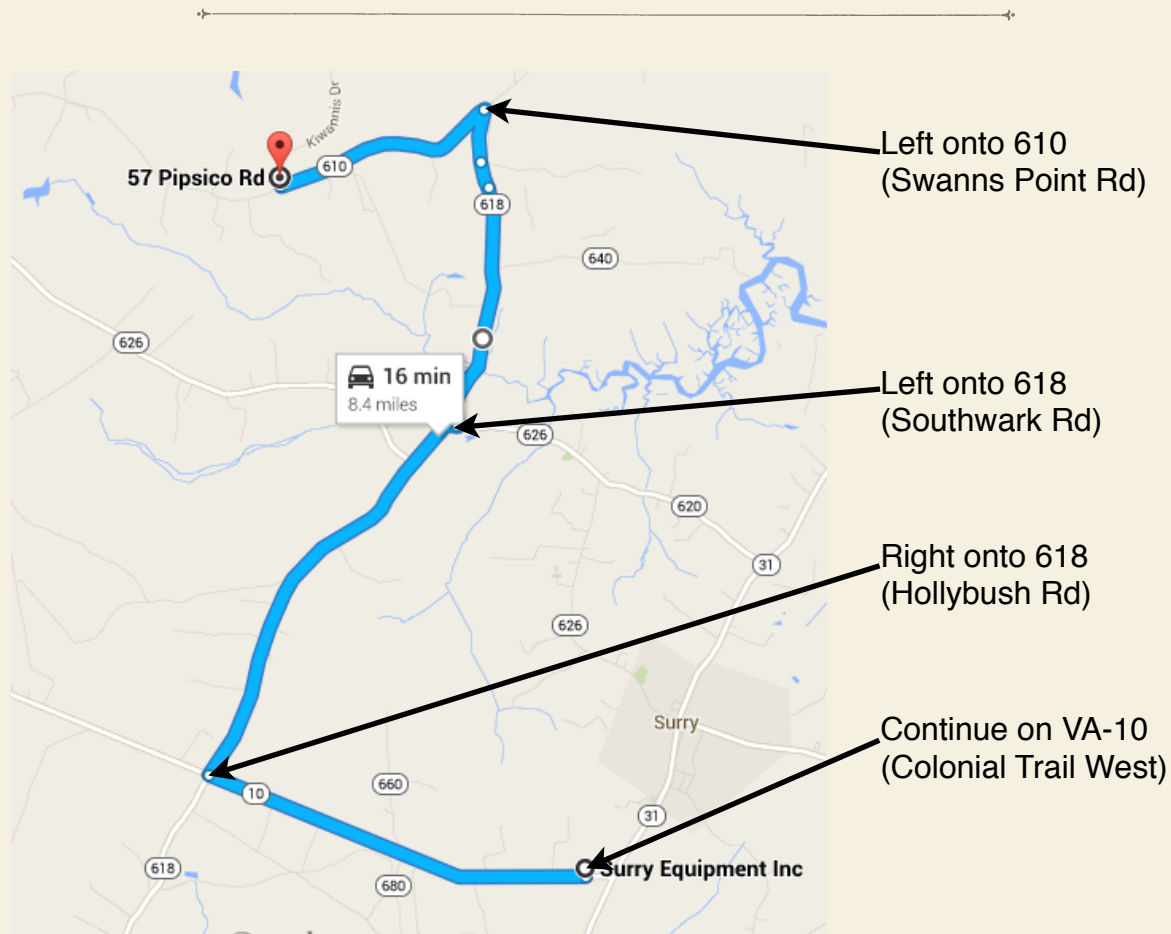 Kiwannis Dr
Left onto 610
(Swanns Point Rd)
610
57 Pipsico Rd
618
640
626
16 min
8.4 miles
Left onto 618
(Southwark Rd)
626
620
Right onto 618
(Hollybush Rd)
31
626
Surry
Continue on VA-10
(Colonial Trail West)
10
660
31
618
Surry Equipment Inc
680